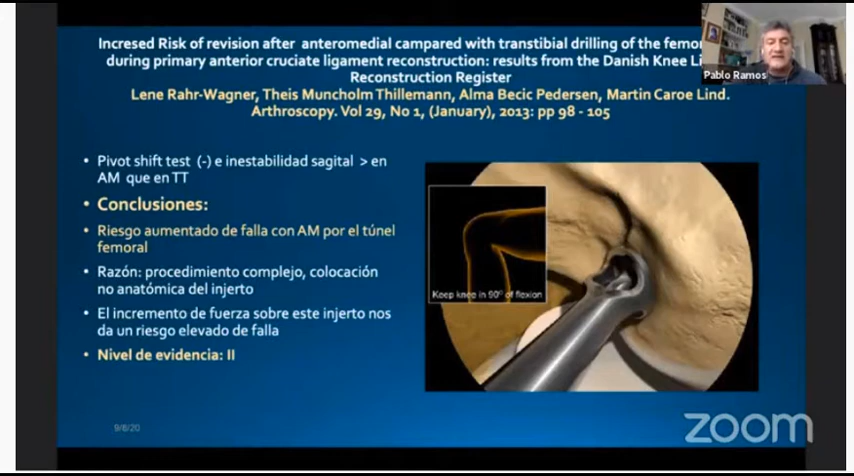 Incresed Risk of revision after anteromedial campared with transtibial drilling of the
during primary anterior cruciate ligament reconstruction: results from the Danish Knee
Reconstruction Register
Lene Rahr-Wagner, Theis Muncholm Thillemann, Alma Becic Pedersen, Martin Caroe Lind.
Arthroscopy. Vol 29, No 1, (January), 2013: pp 98 - 105
Pablo Ramos
• Pivot shift test (-) e inestabilidad sagital > en
AM que en TT
• Conclusiones:
• Riesgo aumentado de falla con AM por el túnel
femoral
• Razón: procedimiento complejo, colocación
no anatómica del injerto
• El incremento de fuerza sobre este injerto nos
da un riesgo elevado de falla
• Nivel de evidencia: II
Keep knee in 90° of flexion
9/6/20
zoom